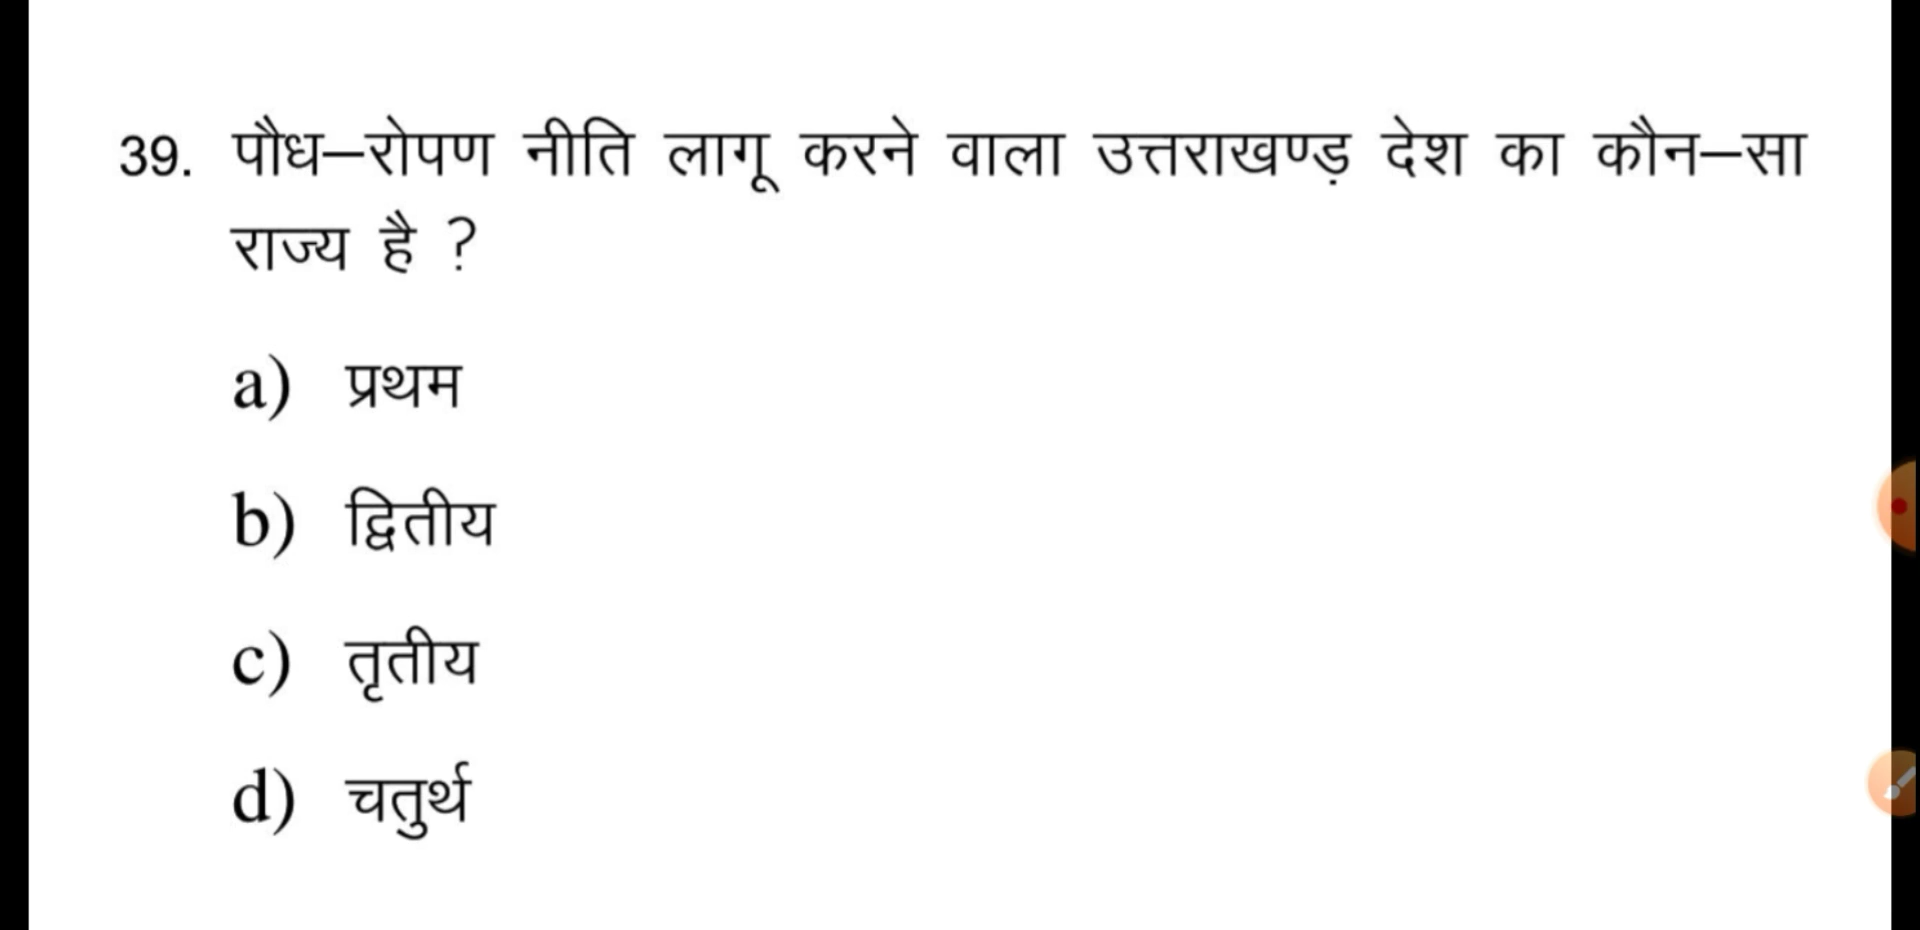 39. पौध–रोपण नीति लागू करने वाला उत्तराखण्ड़ देश का कौन–सा
राज्य है ?
a) प्रथम
b) द्वितीय
c) तृतीय
d) चतुर्थ